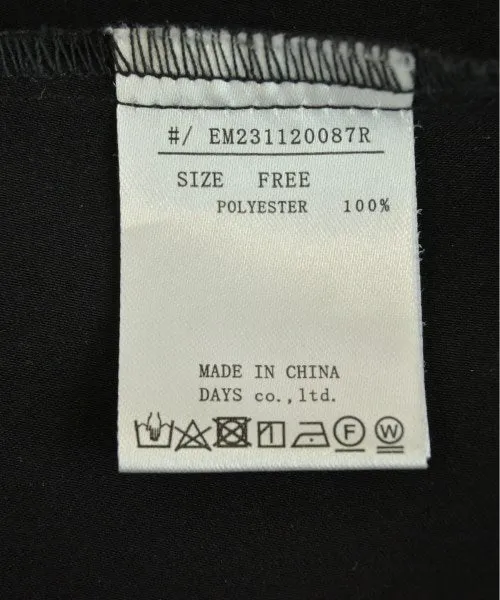 #/ EM231120087R
SIZE FREE
POLYESTER 100%
MADE IN CHINA
DAYS co.,ltd.
F W